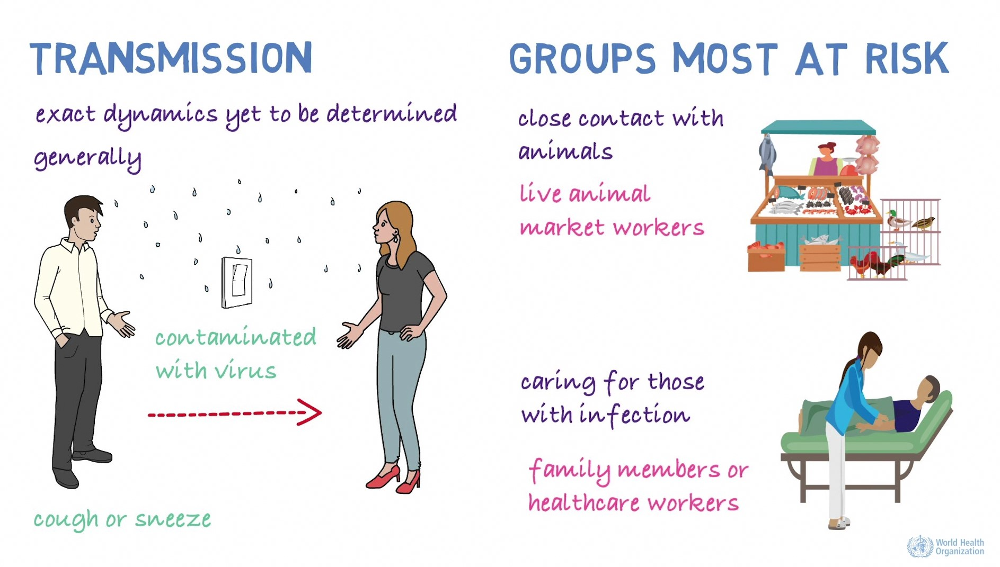 TRANSMISSION
exact dynamics yet to be determined
generally
contaminated
with virus
cough or sneeze
GROUPS MOST AT RISK
close contact with
animals
live animal
market workers
caring for those
with infection
family members or
healthcare workers
World Health
Organization